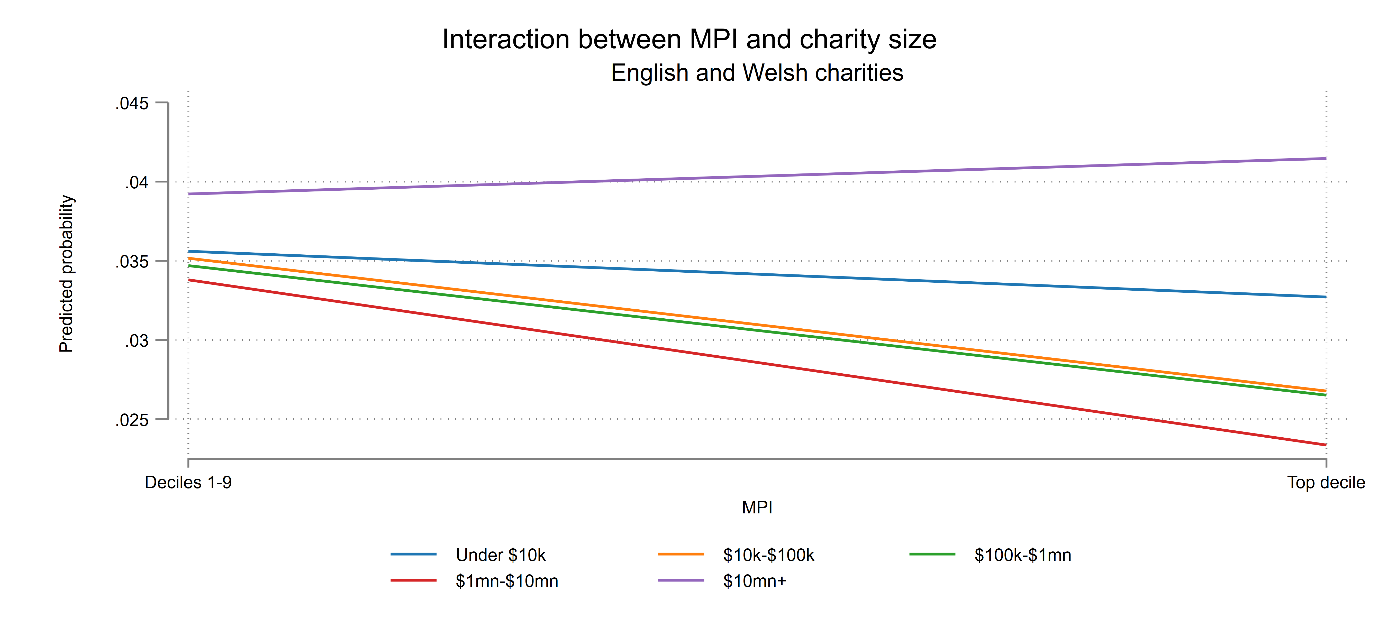 Interaction between MPI and charity size
English and Welsh charities
Predicted probability
.045
.04
.035
.03
.025
Deciles 1-9
Top decile
MPI
Under $10k
$10k-$100k
$100k-$1mn
$1mn-$10mn
$10mn+